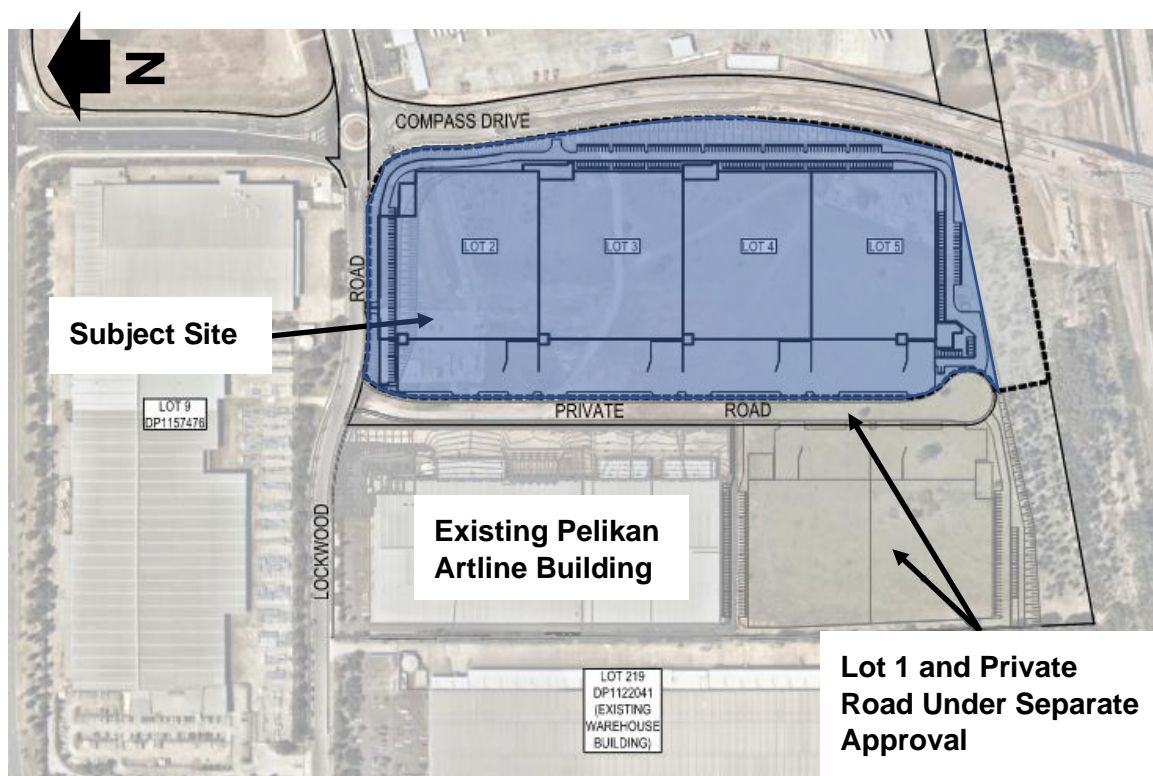 N
COMPASS DRIVE
LOT 2
LOT 3
LOT 4
LOT 5
ROAD
Subject Site
LOT 9
DP1157476
PRIVATE ROAD
LOCKWOOD
Existing Pelikan
Artline Building
Lot 1 and Private
Road Under Separate
Approval
LOT 219
DP1122041
(EXISTING
WAREHOUSE
BUILDING)